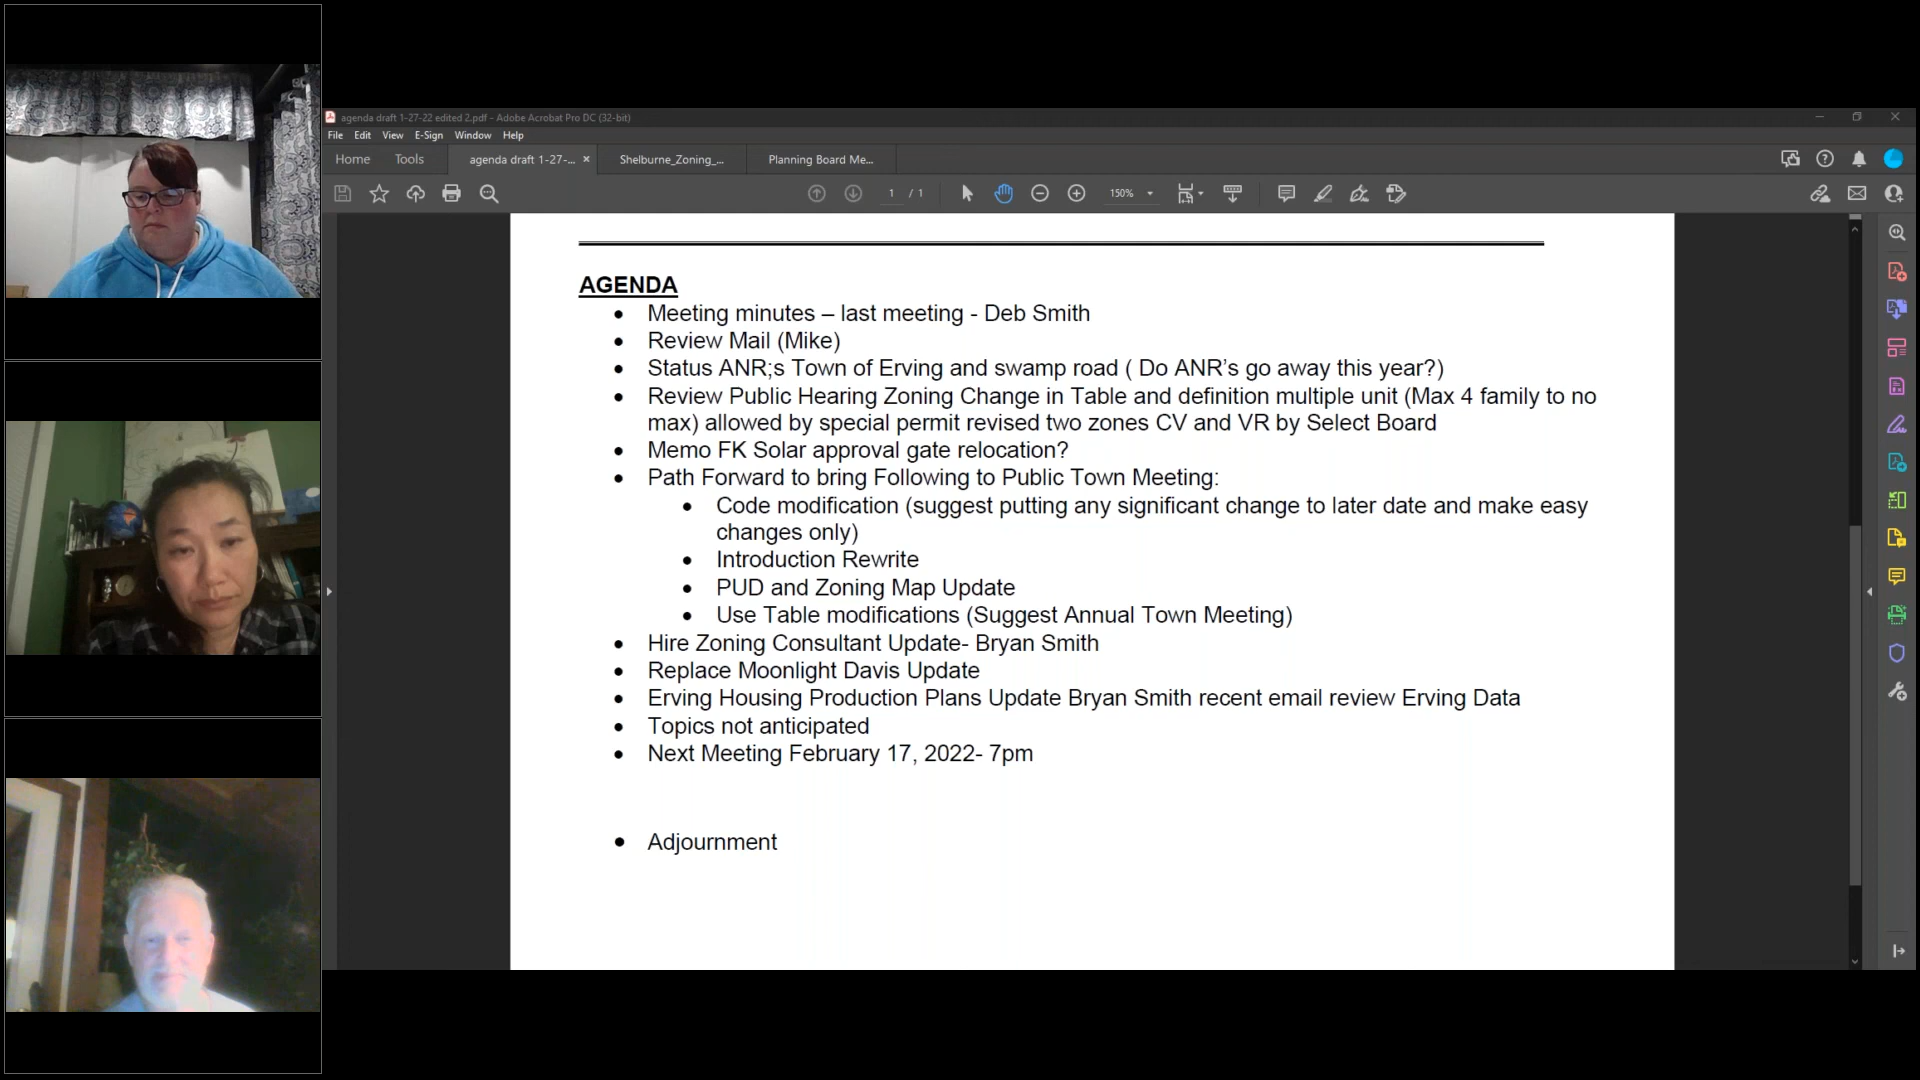 agenda draft 1-27-22 edited 2.pdf - Adobe Acrobat Pro DC (32-bit)
File Edit View E-Sign Window Help
Home Tools agenda draft 1-27-... × Shelburne_Zoning_... Planning Board Me...
1 / 1 150%
AGENDA
• Meeting minutes – last meeting - Deb Smith
• Review Mail (Mike)
• Status ANR;s Town of Erving and swamp road ( Do ANR’s go away this year?)
• Review Public Hearing Zoning Change in Table and definition multiple unit (Max 4 family to no
max) allowed by special permit revised two zones CV and VR by Select Board
• Memo FK Solar approval gate relocation?
• Path Forward to bring Following to Public Town Meeting:
• Code modification (suggest putting any significant change to later date and make easy
changes only)
• Introduction Rewrite
• PUD and Zoning Map Update
• Use Table modifications (Suggest Annual Town Meeting)
• Hire Zoning Consultant Update- Bryan Smith
• Replace Moonlight Davis Update
• Erving Housing Production Plans Update Bryan Smith recent email review Erving Data
• Topics not anticipated
• Next Meeting February 17, 2022- 7pm
• Adjournment